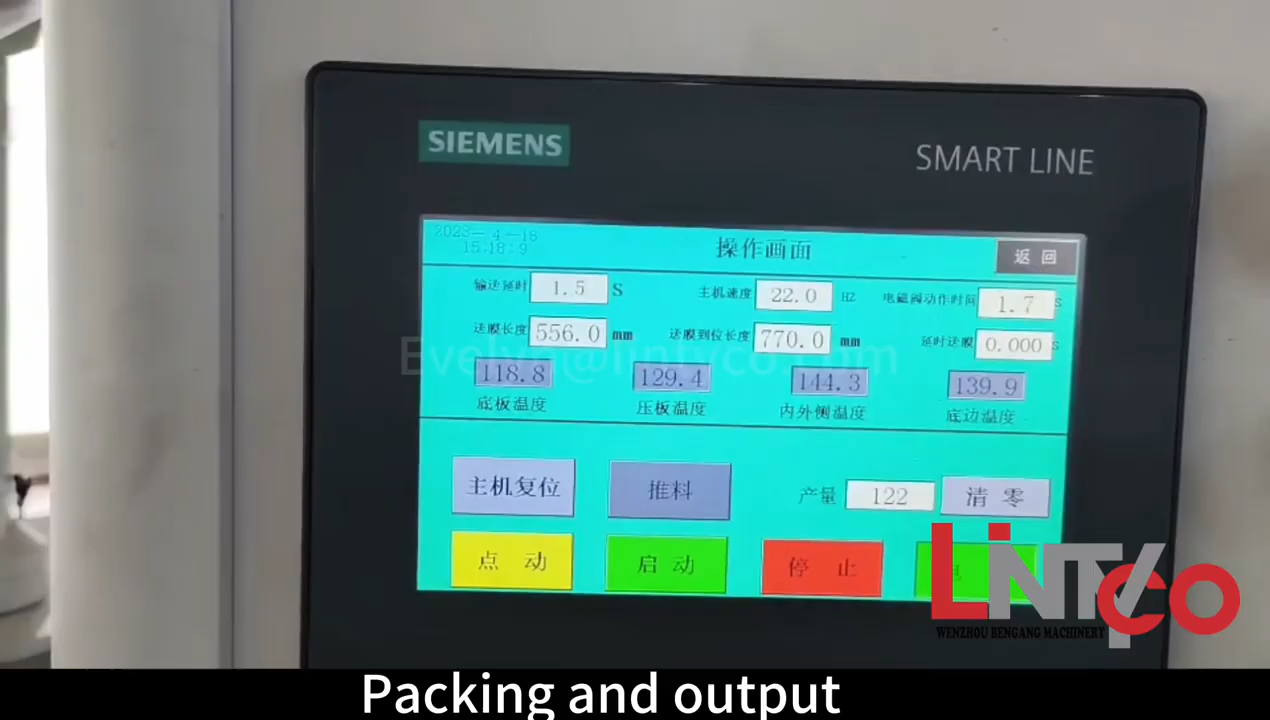 SIEMENS
SMART LINE
2023-4-18
15:18:9
操作画面
返回
输送延时 1.5 S
主机速度 22.0 HZ
电磁阀动作时间 1.7 S
送膜长度 556.0 mm
送膜到位长度 770.0 mm
延时送膜 0.000 s
Evelyn@lintyco.com
118.8 129.4 144.3 139.9
底板温度 压板温度 内外侧温度 底边温度
主机复位 推料 产量 122 清零
点动 启动 停止
LINTYCO
WENZHOU BENGANG MACHINERY
Packing and output